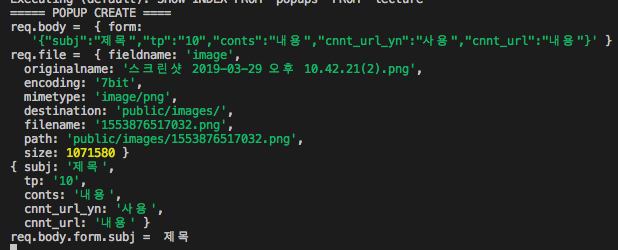 Executing (default): SHOW INDEX FROM `popups` FROM `lecture`
===== POPUP CREATE ====
req.body =  { form:
   '{"subj":"제목","tp":"10","conts":"내용","cnnt_url_yn":"사용","cnnt_url":"내용"}' }
req.file =  { fieldname: 'image',
  originalname: '스크린샷 2019-03-29 오후 10.42.21(2).png',
  encoding: '7bit',
  mimetype: 'image/png',
  destination: 'public/images/',
  filename: '1553876517032.png',
  path: 'public/images/1553876517032.png',
  size: 1071580 }
{ subj: '제목',
  tp: '10',
  conts: '내용',
  cnnt_url_yn: '사용',
  cnnt_url: '내용' }
req.body.form.subj =  제목